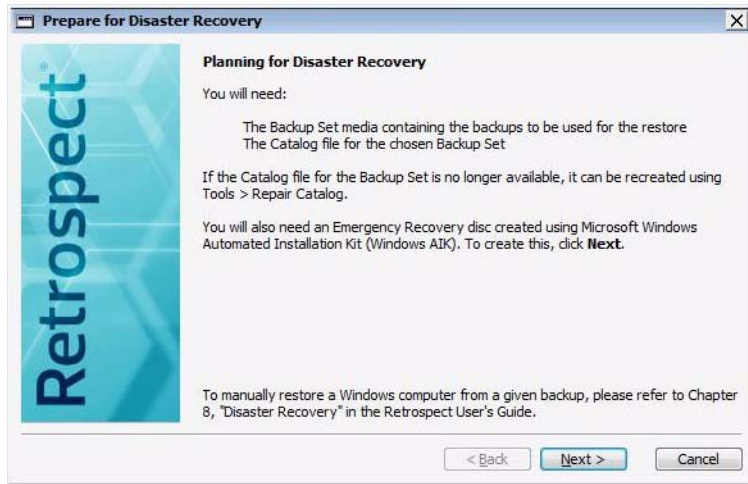 Prepare for Disaster Recovery
Retrospect
Planning for Disaster Recovery
You will need:
The Backup Set media containing the backups to be used for the restore
The Catalog file for the chosen Backup Set
If the Catalog file for the Backup Set is no longer available, it can be recreated using
Tools > Repair Catalog.
You will also need an Emergency Recovery disc created using Microsoft Windows
Automated Installation Kit (Windows AIK). To create this, click Next.
To manually restore a Windows computer from a given backup, please refer to Chapter
8, "Disaster Recovery" in the Retrospect User's Guide.
< Back Next > Cancel